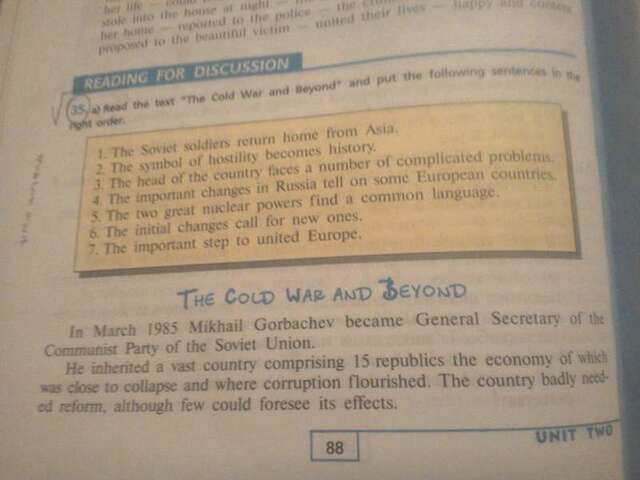 her life — could
stole into the house at night —
her home — reported to the police — the — happy and content
proposed to the beautiful victim — united their lives —
READING FOR DISCUSSION
35. a) Read the text "The Cold War and Beyond" and put the following sentences in the
right order.
1. The Soviet soldiers return home from Asia.
2. The symbol of hostility becomes history.
3. The head of the country faces a number of complicated problems.
4. The important changes in Russia tell on some European countries.
5. The two great nuclear powers find a common language.
6. The initial changes call for new ones.
7. The important step to united Europe.
THE COLD WAR AND BEYOND
In March 1985 Mikhail Gorbachev became General Secretary of the
Communist Party of the Soviet Union.
He inherited a vast country comprising 15 republics the economy of which
was close to collapse and where corruption flourished. The country badly need-
ed reform, although few could foresee its effects.
88
UNIT TWO